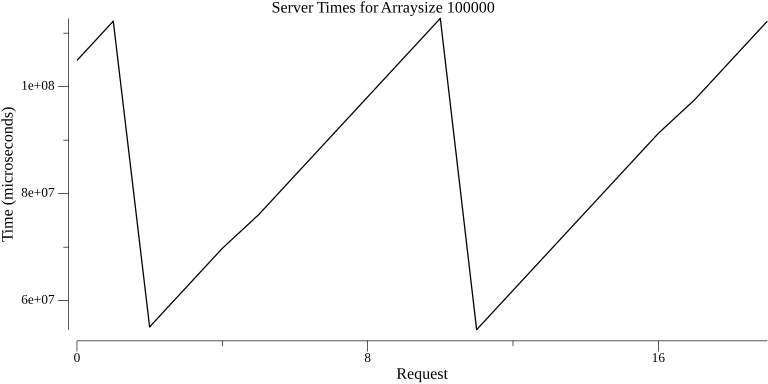 Server Times for Arraysize 100000
Time (microseconds)
1e+08
8e+07
6e+07
0
8
16
Request